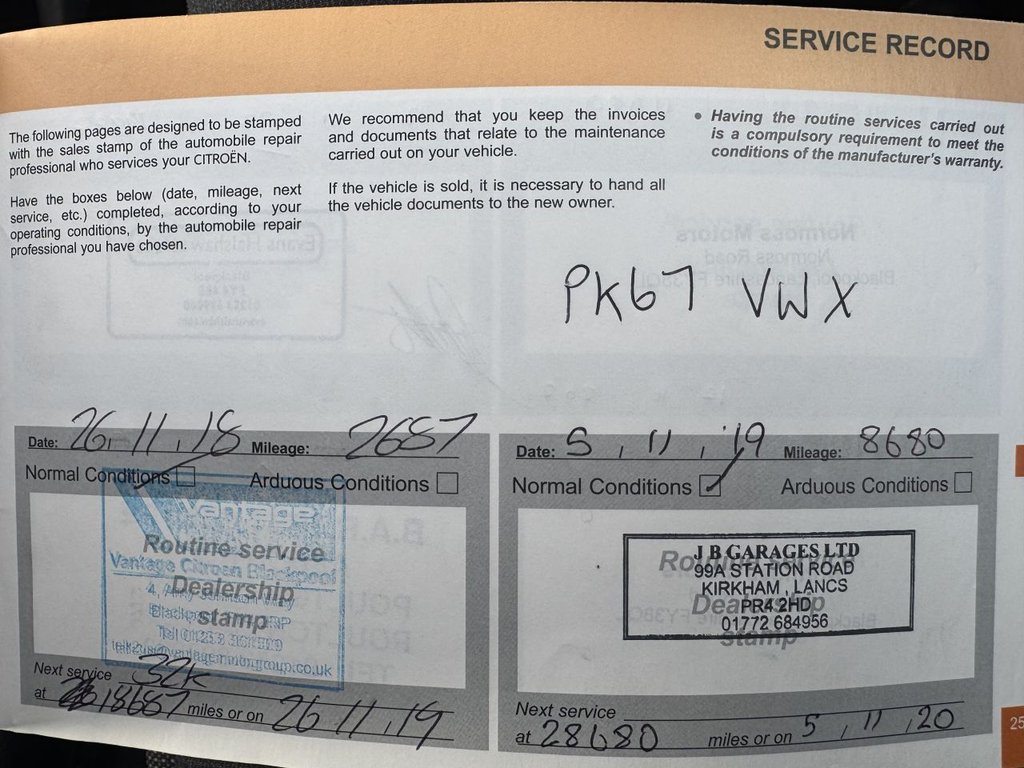 SERVICE RECORD
The following pages are designed to be stamped
with the sales stamp of the automobile repair
professional who services your CITROËN.
Have the boxes below (date, mileage, next
service, etc.) completed, according to your
operating conditions, by the automobile repair
professional you have chosen.
We recommend that you keep the invoices
and documents that relate to the maintenance
carried out on your vehicle.
If the vehicle is sold, it is necessary to hand all
the vehicle documents to the new owner.
• Having the routine services carried out
is a compulsory requirement to meet the
conditions of the manufacturer's warranty.
PK67 VWX
Date: 26.11.18 Mileage: 2687
Normal Conditions Arduous Conditions
Vantage
Routine service
Vantage Citroen Blackpool
Dealership
stamp
Next service 32k
at 18687 miles or on 26 11.19
Date: 5.11.19 Mileage: 8680
Normal Conditions Arduous Conditions
J B GARAGES LTD
99A STATION ROAD
KIRKHAM, LANCS
PR4 2HD
01772 684956
Dealership
stamp
Next service
at 28680 miles or on 5.11.20
25